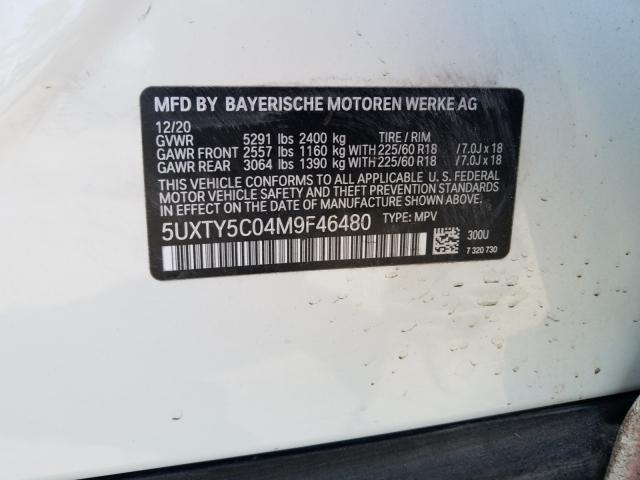 MFD BY BAYERISCHE MOTOREN WERKE AG
12/20
GVWR 5291 lbs 2400 kg TIRE / RIM
GAWR FRONT 2557 lbs 1160 kg WITH 225/60 R18 / 7.0J x 18
GAWR REAR 3064 lbs 1390 kg WITH 225/60 R18 / 7.0J x 18
THIS VEHICLE CONFORMS TO ALL APPLICABLE U. S. FEDERAL
MOTOR VEHICLE SAFETY AND THEFT PREVENTION STANDARDS
IN EFFECT ON THE DATE OF MANUFACTURE SHOWN ABOVE.
5UXTY5C04M9F46480 TYPE: MPV
300U
7 320 730